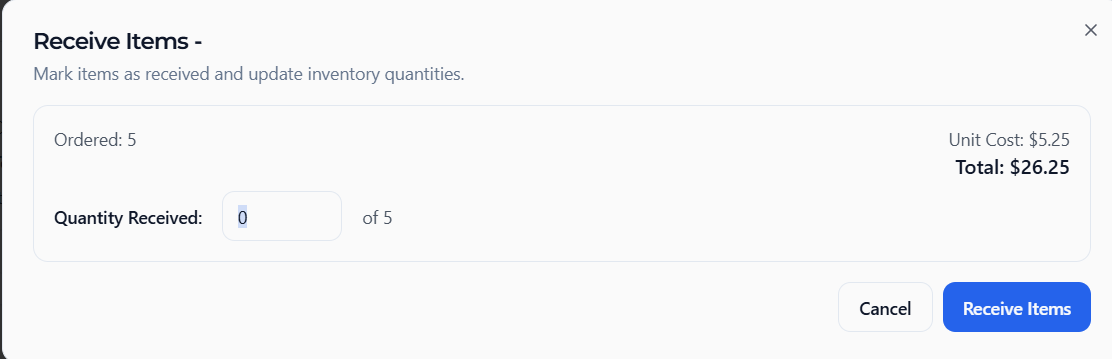 Receive Items -
Mark items as received and update inventory quantities.
Ordered: 5
Unit Cost: $5.25
Total: $26.25
Quantity Received: 0 of 5
Cancel
Receive Items